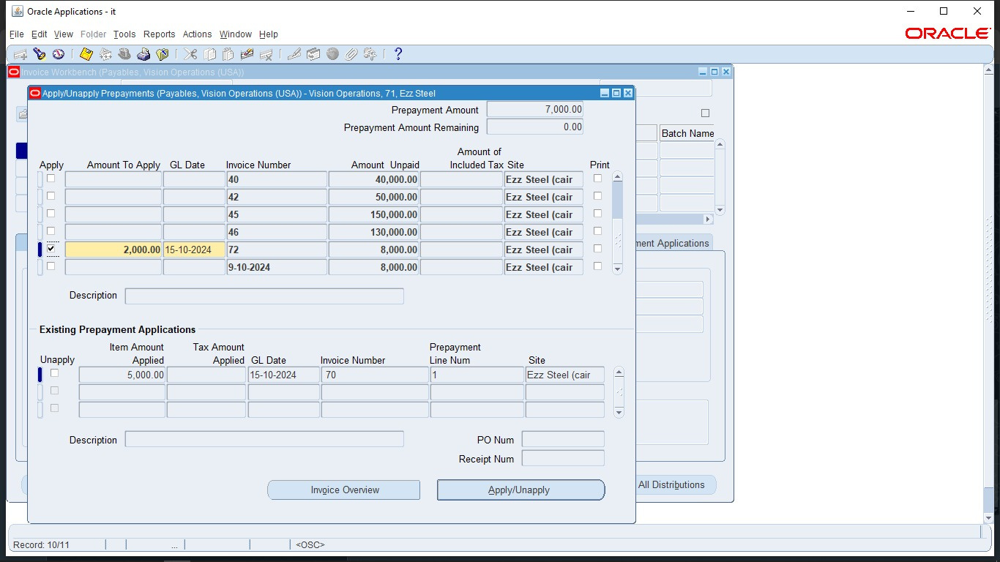 Oracle Applications - it
File Edit View Folder Tools Reports Actions Window Help
ORACLE
Invoice Workbench (Payables, Vision Operations (USA))
Apply/Unapply Prepayments (Payables, Vision Operations (USA)) - Vision Operations, 71, Ezz Steel
Prepayment Amount 7,000.00
Prepayment Amount Remaining 0.00
Batch Name
Amount of
Apply Amount To Apply GL Date Invoice Number Amount Unpaid Included Tax Site Print
40 40,000.00 Ezz Steel (cair
42 50,000.00 Ezz Steel (cair
45 150,000.00 Ezz Steel (cair
46 130,000.00 Ezz Steel (cair
2,000.00 15-10-2024 72 8,000.00 Ezz Steel (cair
ment Applications
9-10-2024 8,000.00 Ezz Steel (cair
Description
Existing Prepayment Applications
Item Amount Tax Amount Prepayment
Unapply Applied Applied GL Date Invoice Number Line Num Site
5,000.00 15-10-2024 70 1 Ezz Steel (cair
Description PO Num
Receipt Num
Invoice Overview Apply/Unapply All Distributions
Record: 10/11 ... <OSC>